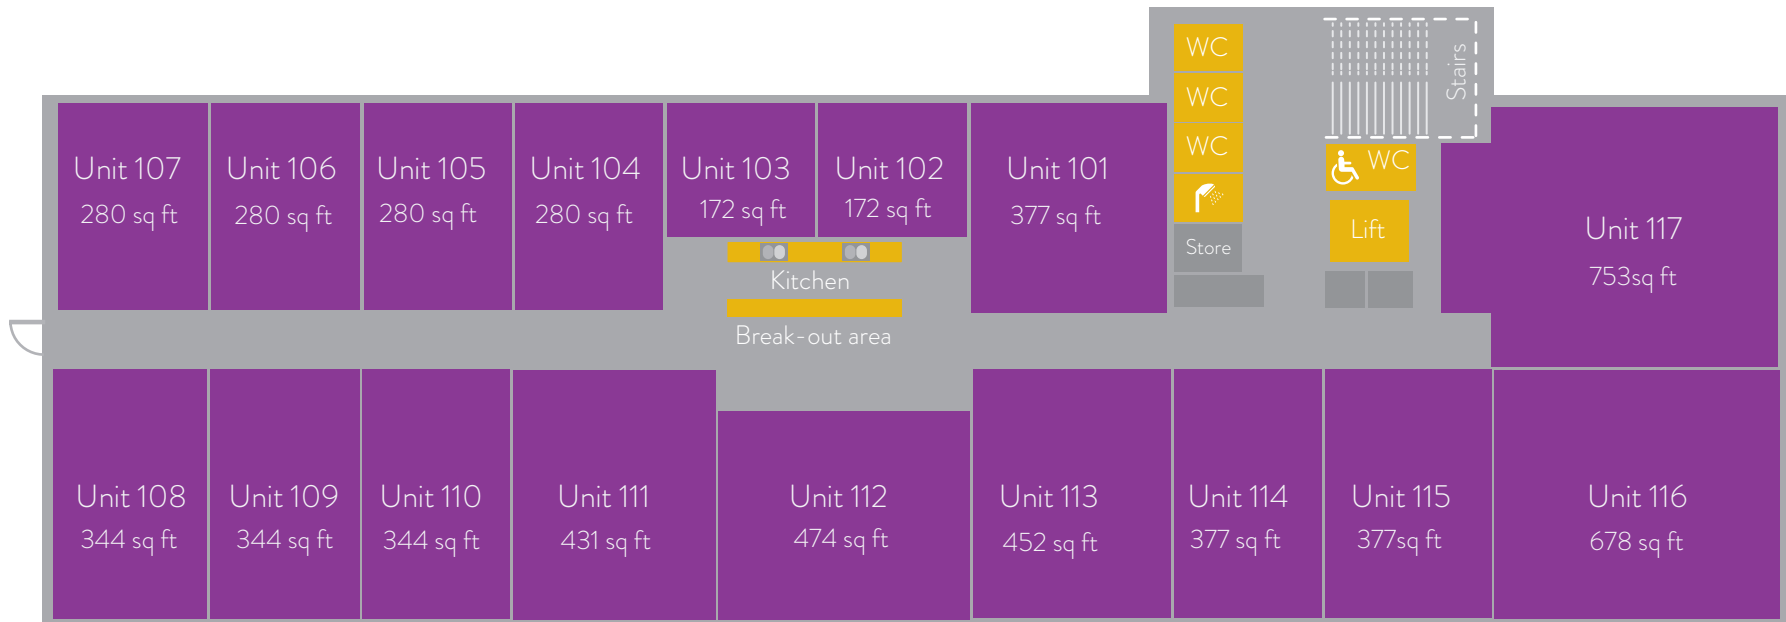 WC
WC
WC
Store
Stairs
WC
Lift
Unit 107
280 sq ft
Unit 106
280 sq ft
Unit 105
280 sq ft
Unit 104
280 sq ft
Unit 103
172 sq ft
Unit 102
172 sq ft
Unit 101
377 sq ft
Unit 117
753sq ft
Kitchen
Break-out area
Unit 108
344 sq ft
Unit 109
344 sq ft
Unit 110
344 sq ft
Unit 111
431 sq ft
Unit 112
474 sq ft
Unit 113
452 sq ft
Unit 114
377 sq ft
Unit 115
377sq ft
Unit 116
678 sq ft